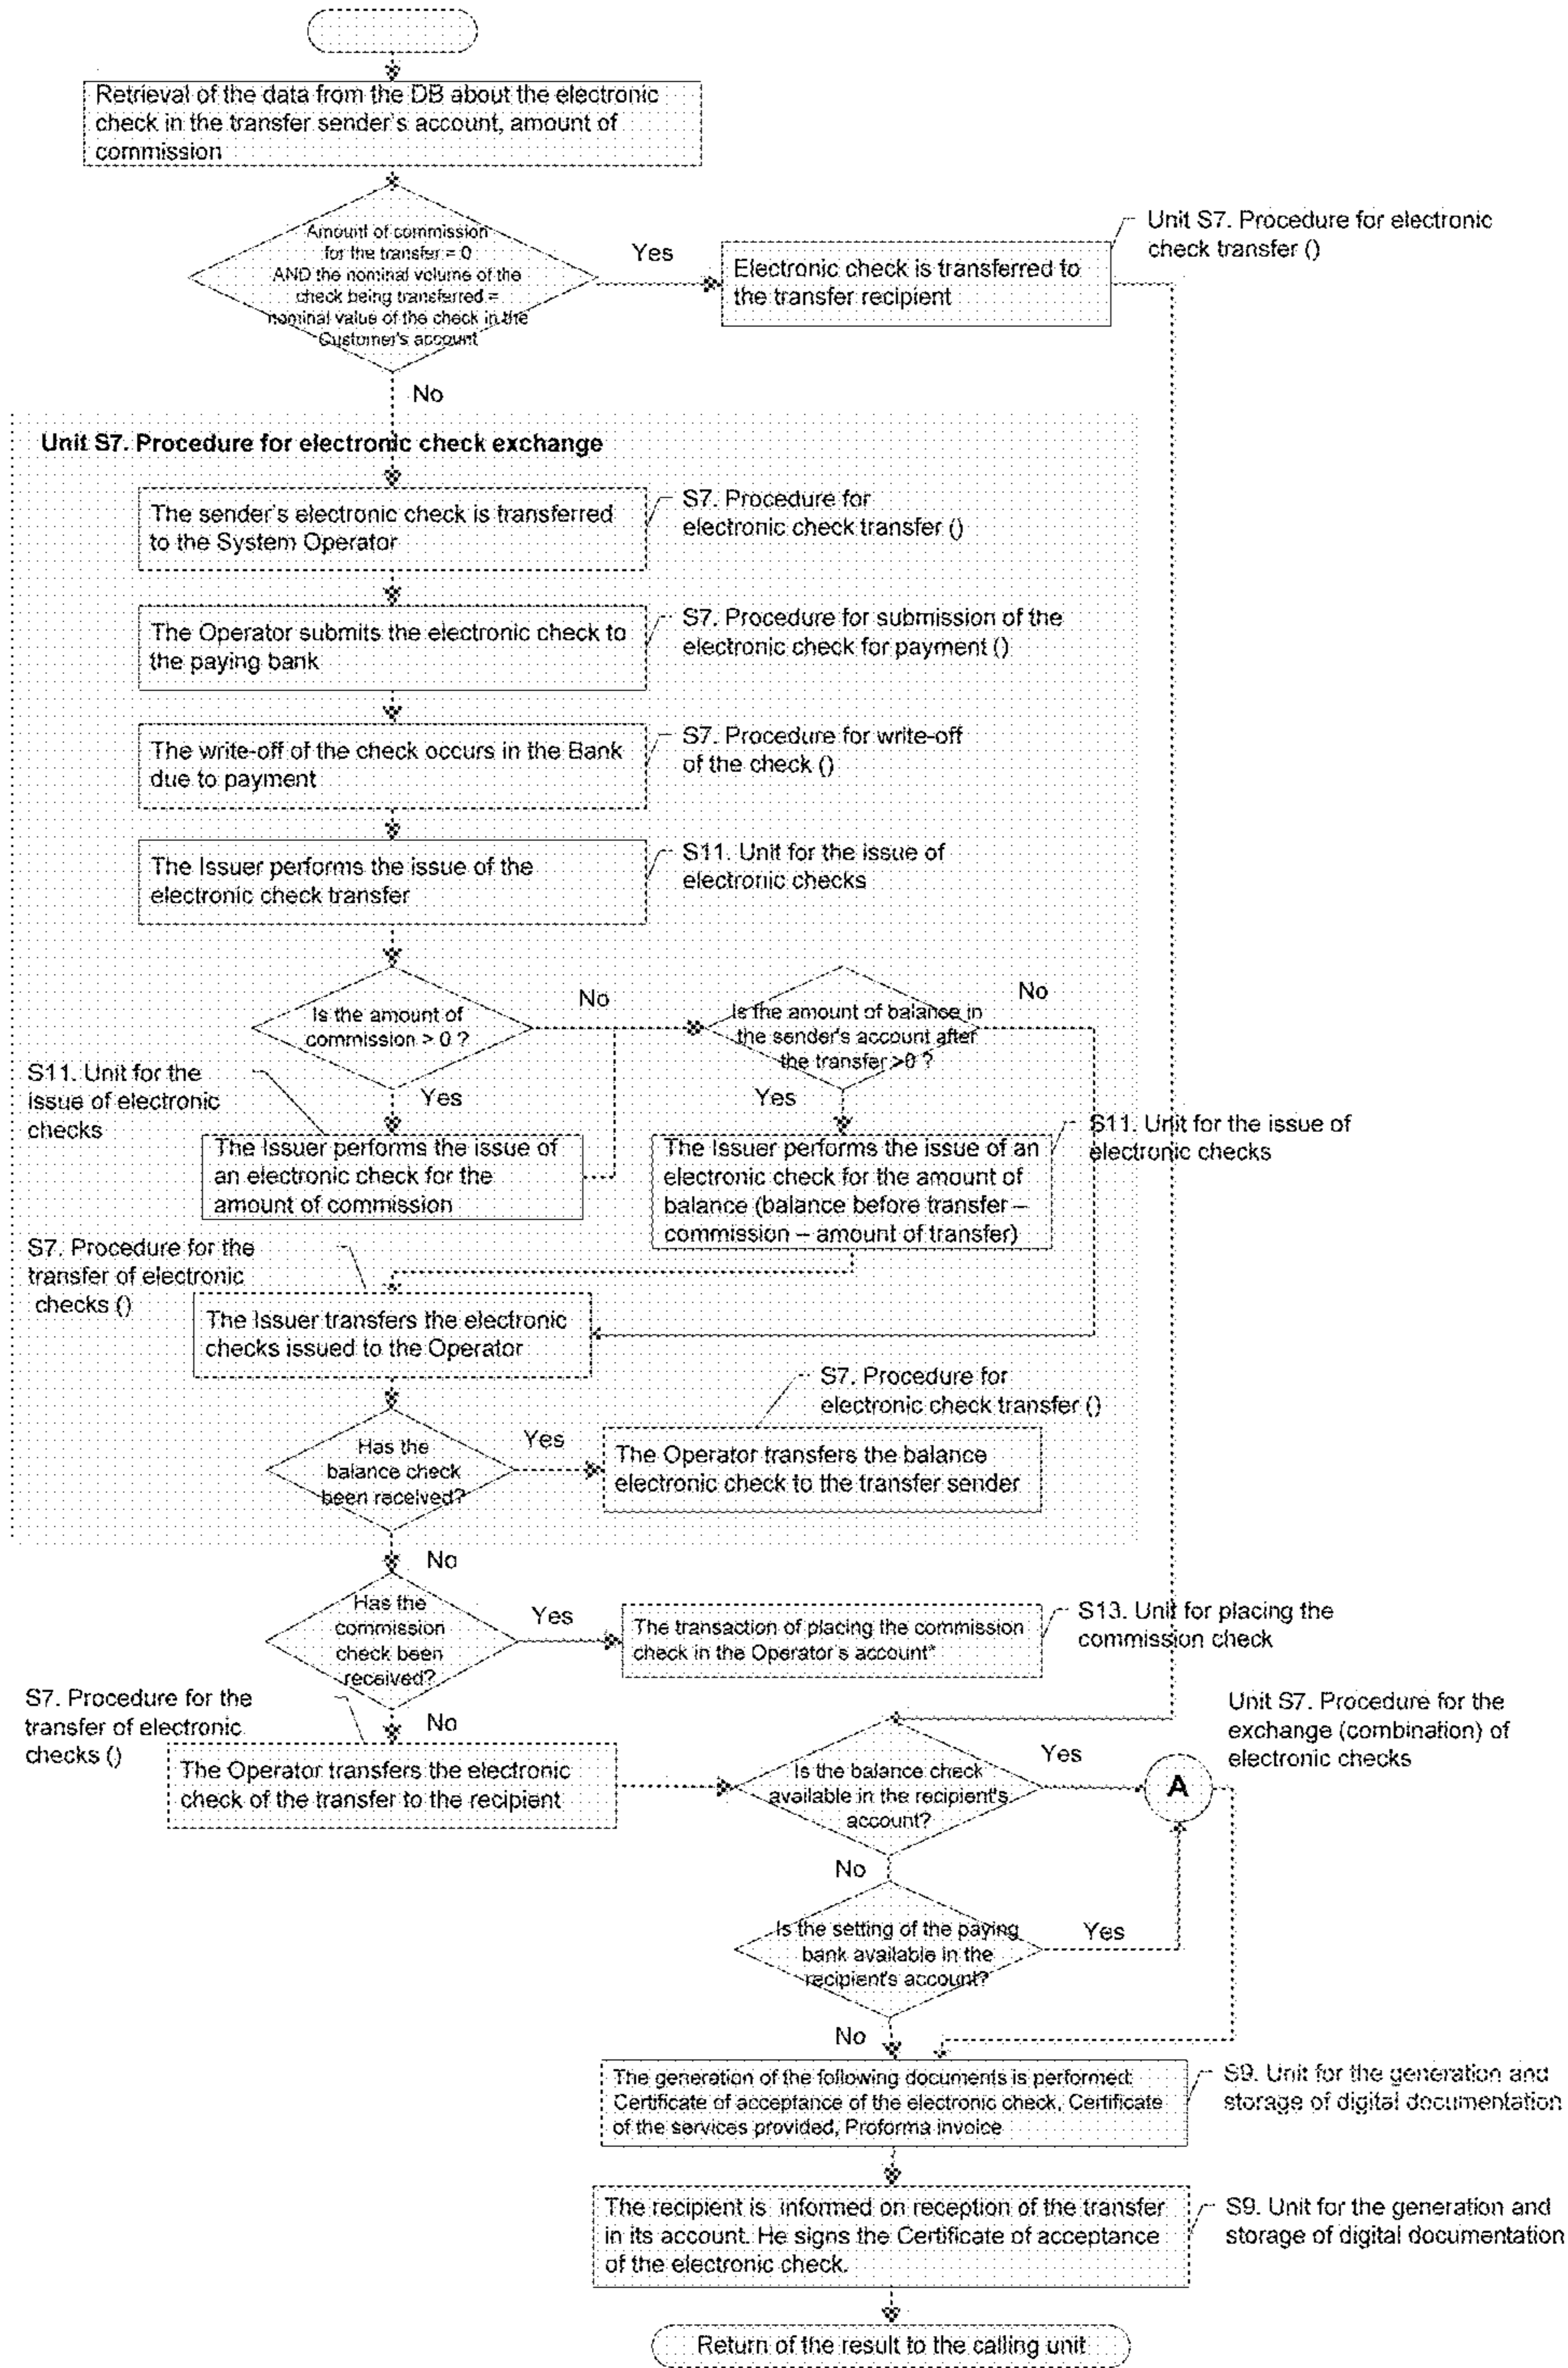 Retrieval of the data from the DB about the electronic
check in the transfer sender's account, amount of
commission
Amount of commission
for the transfer = 0
AND the nominal volume of the
check being transferred =
nominal value of the check in the
Customer's account
Yes
Electronic check is transferred to
the transfer recipient
Unit S7. Procedure for electronic
check transfer ()
No
Unit S7. Procedure for electronic check exchange
The sender's electronic check is transferred
to the System Operator
S7. Procedure for
electronic check transfer ()
The Operator submits the electronic check to
the paying bank
S7. Procedure for submission of the
electronic check for payment ()
The write-off of the check occurs in the Bank
due to payment
S7. Procedure for write-off
of the check ()
The Issuer performs the issue of the
electronic check transfer
S11. Unit for the issue of
electronic checks
Is the amount of
commission > 0 ?
No
Is the amount of balance in
the sender's account after
the transfer >0 ?
No
S11. Unit for the
issue of electronic
checks
Yes
Yes
The Issuer performs the issue of
an electronic check for the
amount of commission
The Issuer performs the issue of an
electronic check for the amount of
balance (balance before transfer –
commission – amount of transfer)
S11. Unit for the issue of
electronic checks
S7. Procedure for the
transfer of electronic
checks ()
The Issuer transfers the electronic
checks issued to the Operator
S7. Procedure for
electronic check transfer ()
Has the
balance check
been received?
Yes
The Operator transfers the balance
electronic check to the transfer sender
No
Has the
commission
check been
received?
Yes
The transaction of placing the commission
check in the Operator's account*
S13. Unit for placing the
commission check
S7. Procedure for the
transfer of electronic
checks ()
No
The Operator transfers the electronic
check of the transfer to the recipient
Is the balance check
available in the recipient's
account?
Yes
A
Unit S7. Procedure for the
exchange (combination) of
electronic checks
No
Is the setting of the paying
bank available in the
recipient's account?
Yes
No
The generation of the following documents is performed:
Certificate of acceptance of the electronic check, Certificate
of the services provided, Proforma invoice
S9. Unit for the generation and
storage of digital documentation
The recipient is informed on reception of the transfer
in its account. He signs the Certificate of acceptance
of the electronic check.
S9. Unit for the generation and
storage of digital documentation
Return of the result to the calling unit